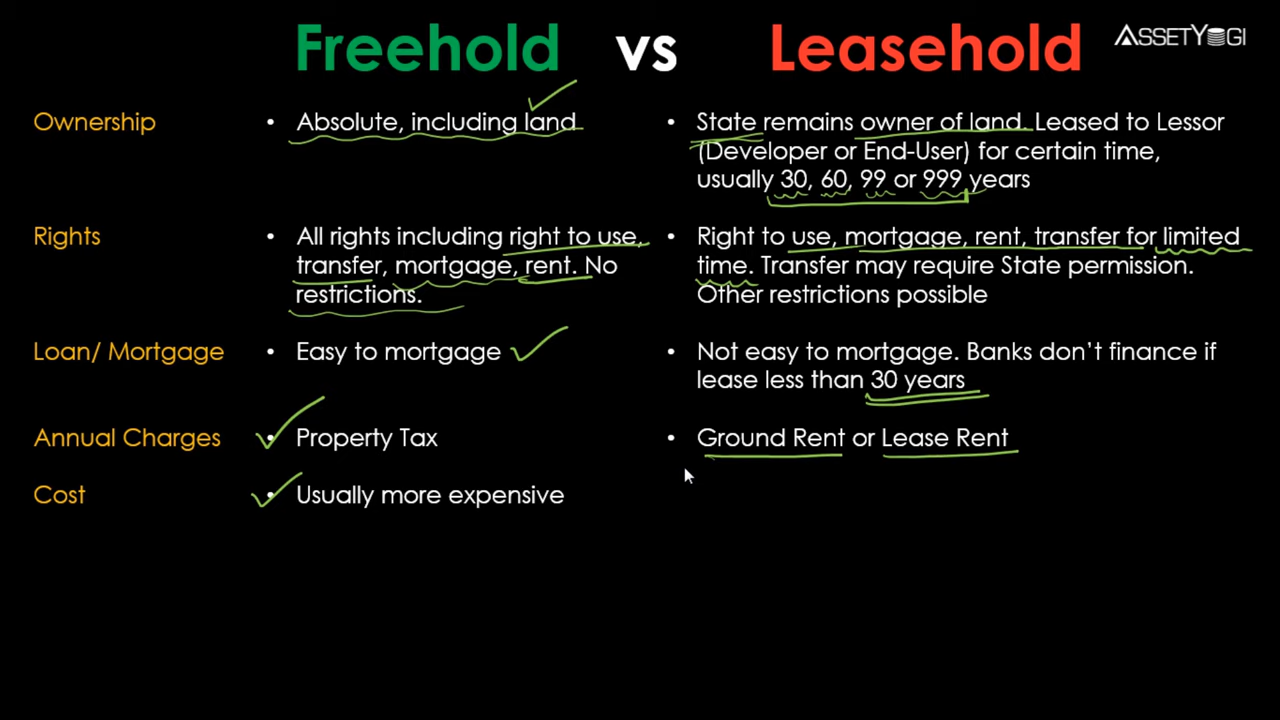 Freehold vs Leasehold
ASSETYOGI
Ownership
• Absolute, including land
• State remains owner of land. Leased to Lessor
(Developer or End-User) for certain time,
usually 30, 60, 99 or 999 years
Rights
• All rights including right to use,
transfer, mortgage, rent. No
restrictions.
• Right to use, mortgage, rent, transfer for limited
time. Transfer may require State permission.
Other restrictions possible
Loan/ Mortgage
• Easy to mortgage
• Not easy to mortgage. Banks don't finance if
lease less than 30 years
Annual Charges
• Property Tax
• Ground Rent or Lease Rent
Cost
• Usually more expensive